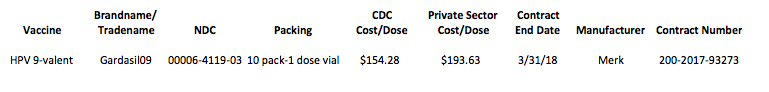 Vaccine Brandname/ Tradename NDC Packing CDC Cost/Dose Private Sector Cost/Dose Contract End Date Manufacturer Contract Number
HPV 9-valent Gardasil09 00006-4119-03 10 pack-1 dose vial $154.28 $193.63 3/31/18 Merk 200-2017-93273